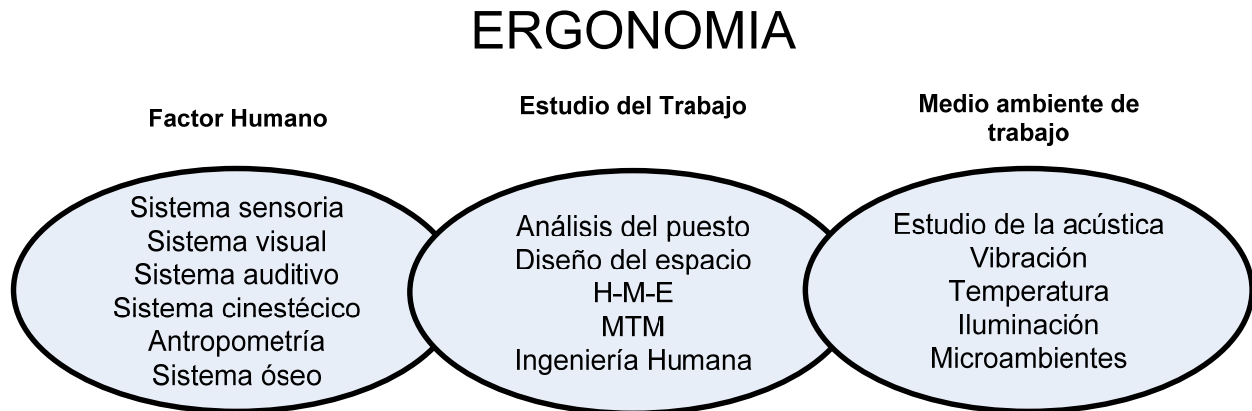 ERGONOMIA
Factor Humano
Sistema sensoria
Sistema visual
Sistema auditivo
Sistema cinestécico
Antropometría
Sistema óseo
Estudio del Trabajo
Análisis del puesto
Diseño del espacio
H-M-E
MTM
Ingeniería Humana
Medio ambiente de
trabajo
Estudio de la acústica
Vibración
Temperatura
Iluminación
Microambientes